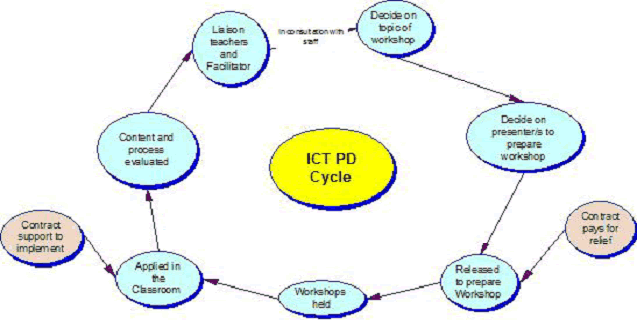 Liaison
teachers
and
Facilitator
In consultation with
staff
Decide on
topic of
workshop
Decide on
presenter/s to
prepare
workshop
Contract
pays for
relief
Released
to prepare
Workshop
Workshops
held
Applied in
the
Classroom
Contract
support to
implement
Content and
process
evaluated
ICT PD
Cycle